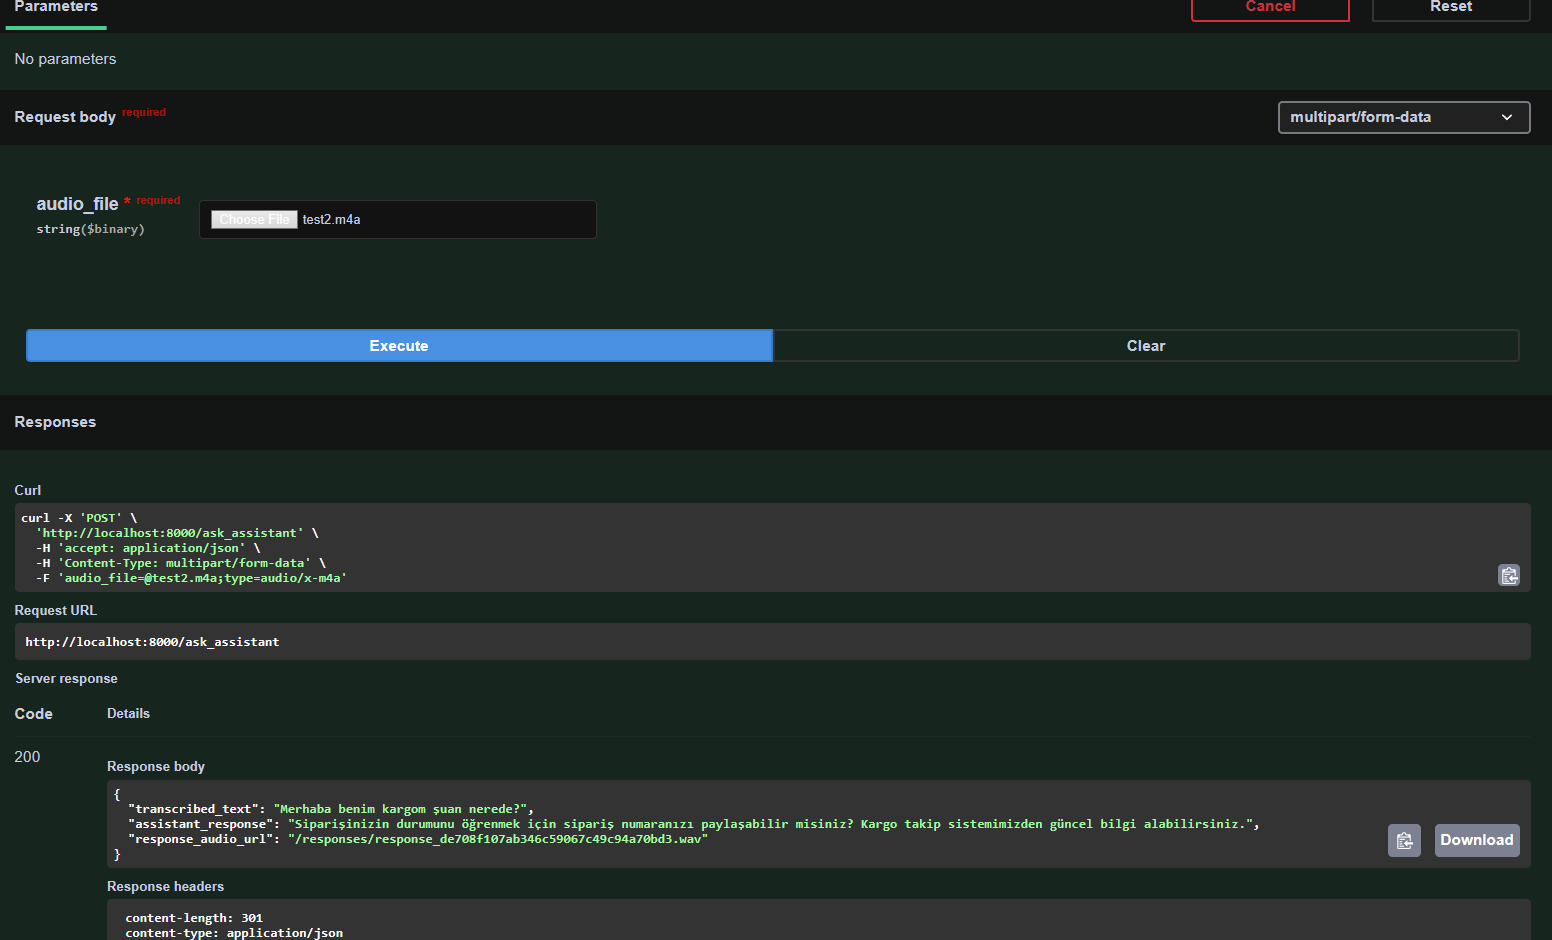 Parameters
Cancel
Reset
No parameters
Request body required
multipart/form-data
audio_file * required
string($binary)
Choose File test2.m4a
Execute
Clear
Responses
Curl
curl -X 'POST' \
'http://localhost:8000/ask_assistant' \
-H 'accept: application/json' \
-H 'Content-Type: multipart/form-data' \
-F 'audio_file=@test2.m4a;type=audio/x-m4a'
Request URL
http://localhost:8000/ask_assistant
Server response
Code Details
200
Response body
{
"transcribed_text": "Merhaba benim kargom şuan nerede?",
"assistant_response": "Siparişinizin durumunu öğrenmek için sipariş numaranızı paylaşabilir misiniz? Kargo takip sistemimizden güncel bilgi alabilirsiniz.",
"response_audio_url": "/responses/response_de708f107ab346c59067c49c94a70bd3.wav"
}
Download
Response headers
content-length: 301
content-type: application/json